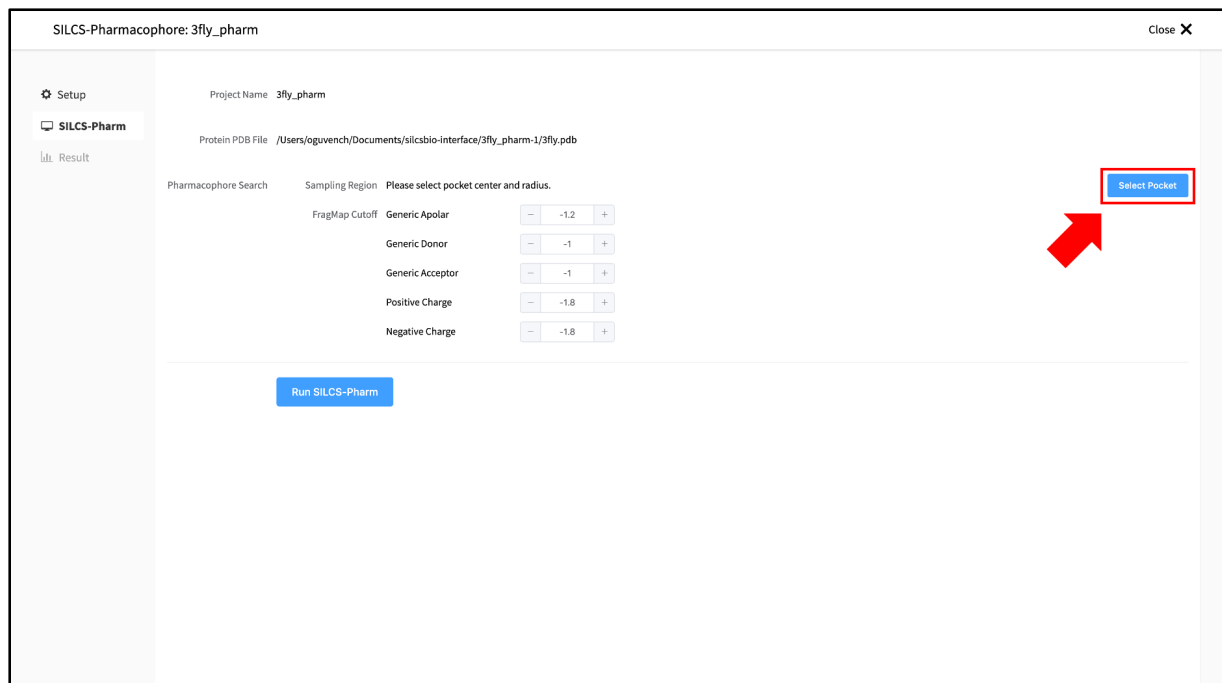 SILCS-Pharmacophore: 3fly_pharm
Close
Setup
SILCS-Pharm
Result
Project Name 3fly_pharm
Protein PDB File /Users/oguvench/Documents/silcsbio-interface/3fly_pharm-1/3fly.pdb
Pharmacophore Search Sampling Region Please select pocket center and radius. Select Pocket
FragMap Cutoff Generic Apolar - -1.2 +
Generic Donor - -1 +
Generic Acceptor - -1 +
Positive Charge - -1.8 +
Negative Charge - -1.8 +
Run SILCS-Pharm